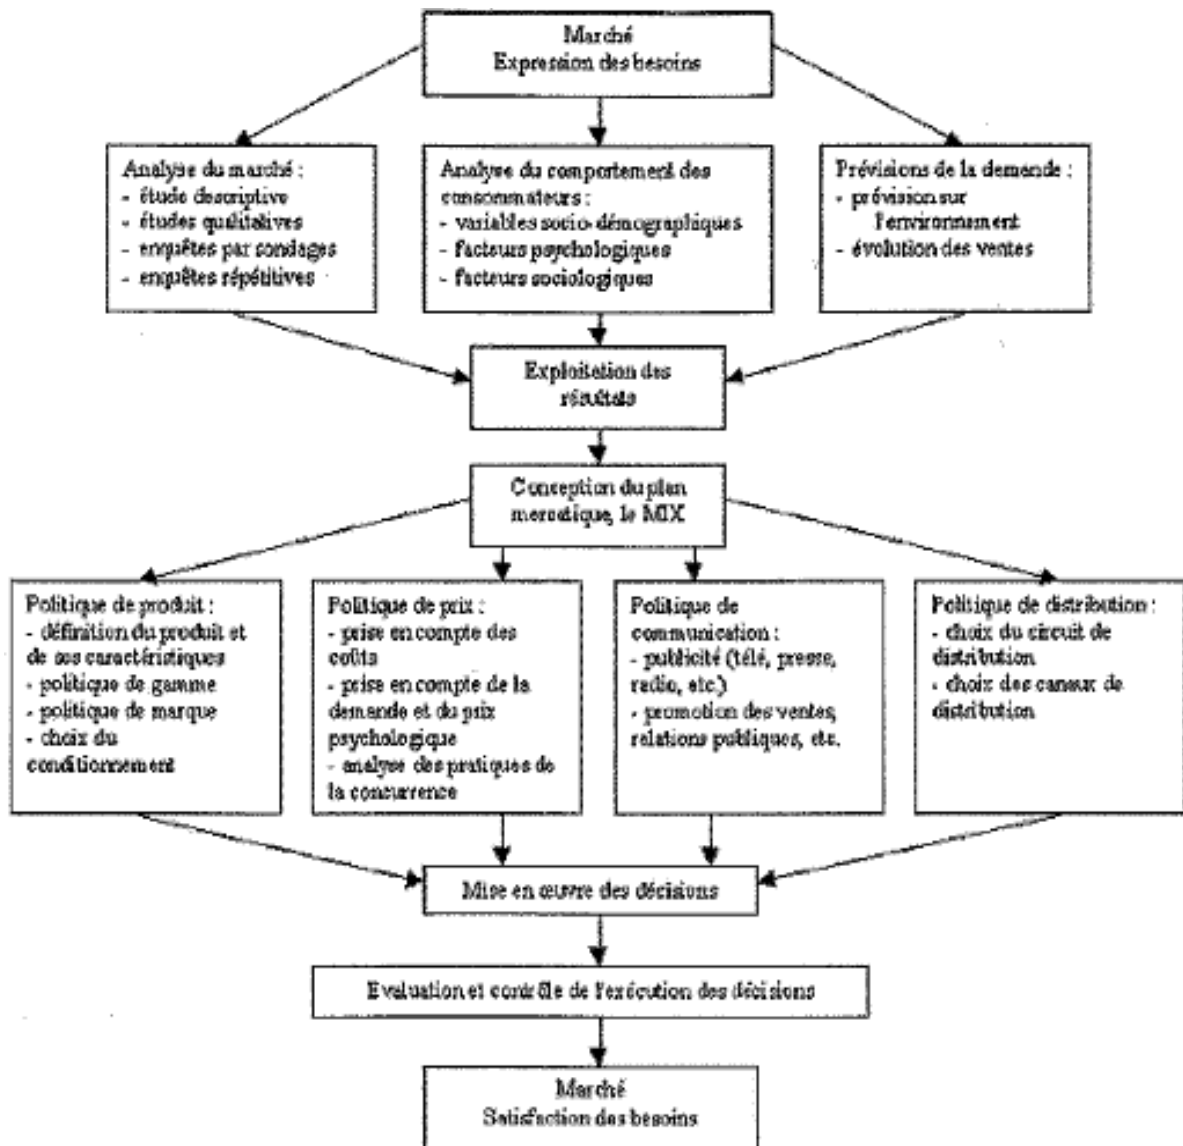 Marché
Expression des besoins
Analyse du marché :
- étude descriptive
- études qualitatives
- enquêtes par sondages
- enquêtes répétitives
Analyse du comportement des
consommateurs :
- variables socio-démographiques
- facteurs psychologiques
- facteurs sociologiques
Prévisions de la demande :
- prévision sur
l'environnement
- évolution des ventes
Exploitation des
résultats
Conception du plan
mercatique, le MIX
Politique de produit :
- définition du produit et
de ses caractéristiques
- politique de gamme
- politique de marque
- choix du
conditionnement
Politique de prix :
- prise en compte des
coûts
- prise en compte de la
demande et du prix
psychologique
- analyse des pratiques de
la concurrence
Politique de
communication :
- publicité (télé, presse,
radio, etc.)
- promotion des ventes,
relations publiques, etc.
Politique de distribution :
- choix du circuit de
distribution
- choix des canaux de
distribution
Mise en œuvre des décisions
Evaluation et contrôle de l'exécution des décisions
Marché
Satisfaction des besoins